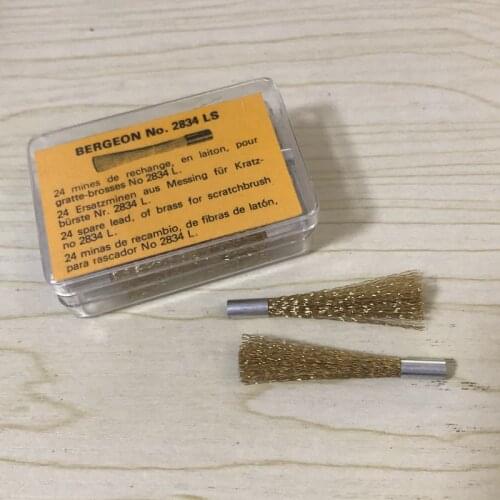 BERGEON No. 2834 LS
24 mines de rechange, en laiton, pour
gratte-brosses No 2834 L.
24 Ersatzminen aus Messing für Kratz-
bürste Nr. 2834 L.
24 spare lead, of brass for scratchbrush
no 2834 L.
24 minas de recambio, de fibras de latón,
para rascador No 2834 L.